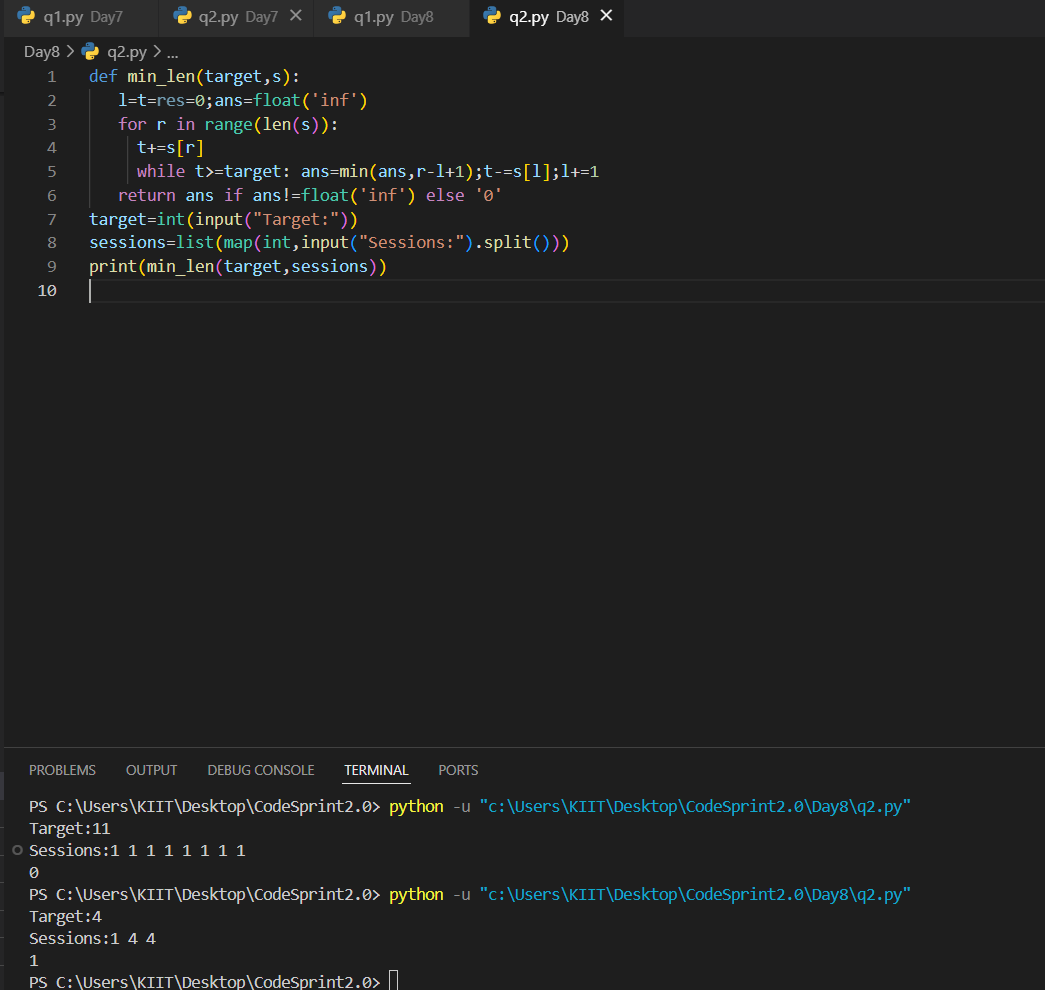 q1.py Day7 q2.py Day7 q1.py Day8 q2.py Day8
Day8 > q2.py > ...
1 def min_len(target,s):
2 l=t=res=0;ans=float('inf')
3 for r in range(len(s)):
4 t+=s[r]
5 while t>=target: ans=min(ans,r-l+1);t-=s[l];l+=1
6 return ans if ans!=float('inf') else '0'
7 target=int(input("Target:"))
8 sessions=list(map(int,input("Sessions:").split()))
9 print(min_len(target,sessions))
10
PROBLEMS OUTPUT DEBUG CONSOLE TERMINAL PORTS
PS C:\Users\KIIT\Desktop\CodeSprint2.0> python -u "c:\Users\KIIT\Desktop\CodeSprint2.0\Day8\q2.py"
Target:11
Sessions:1 1 1 1 1 1 1 1
0
PS C:\Users\KIIT\Desktop\CodeSprint2.0> python -u "c:\Users\KIIT\Desktop\CodeSprint2.0\Day8\q2.py"
Target:4
Sessions:1 4 4
1
PS C:\Users\KIIT\Desktop\CodeSprint2.0>